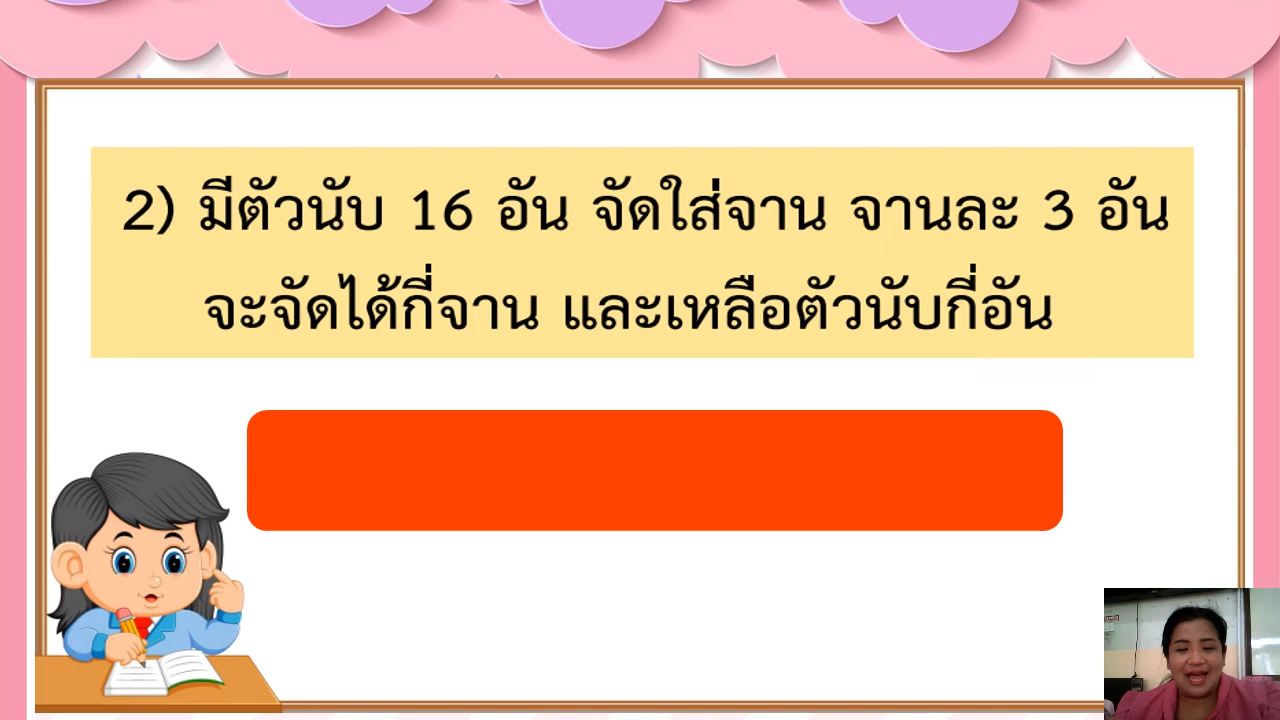 2) มีตัวนับ 16 อัน จัดใส่จาน จานละ 3 อัน
จะจัดได้กี่จาน และเหลือตัวนับกี่อัน